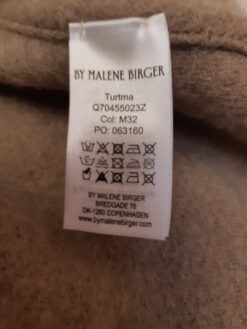 BY MALENE BIRGER
Turtma
Q70455023Z
Col: M32
PO: 063160
BY MALENE BIRGER
BREDGADE 76
DK-1260 COPENHAGEN
www.bymalenebirger.com